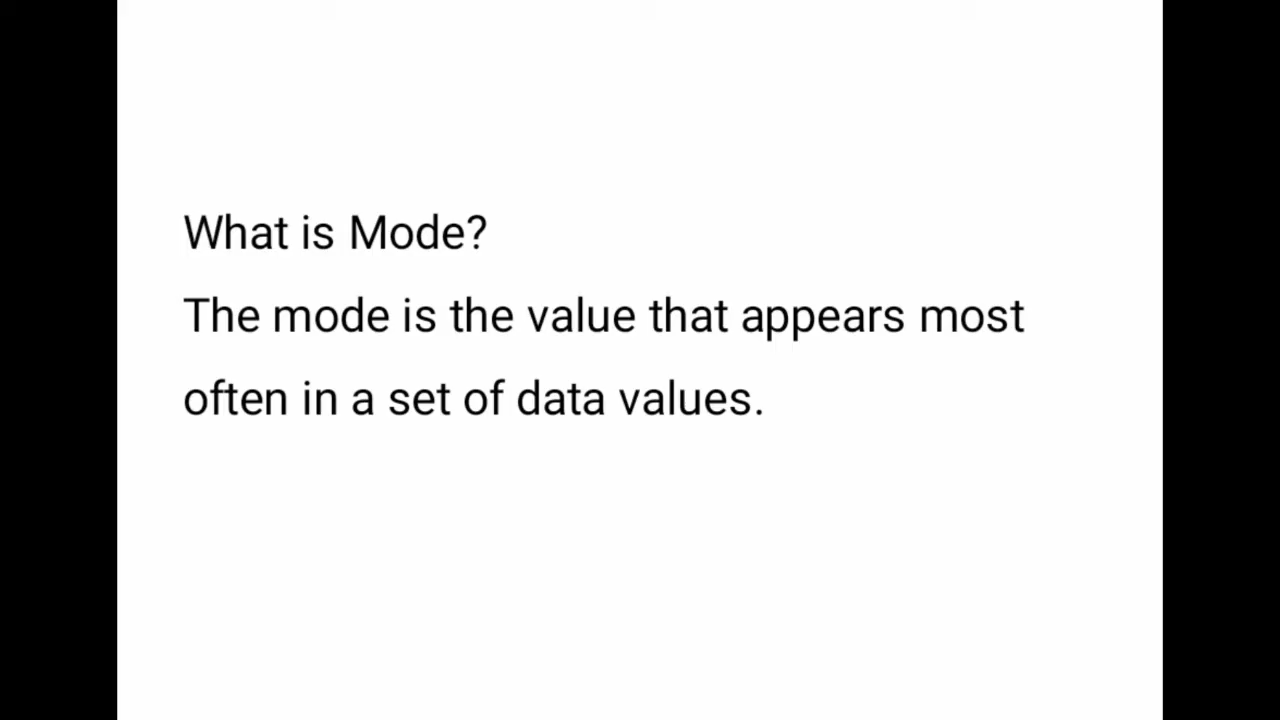 What is Mode?
The mode is the value that appears most
often in a set of data values.